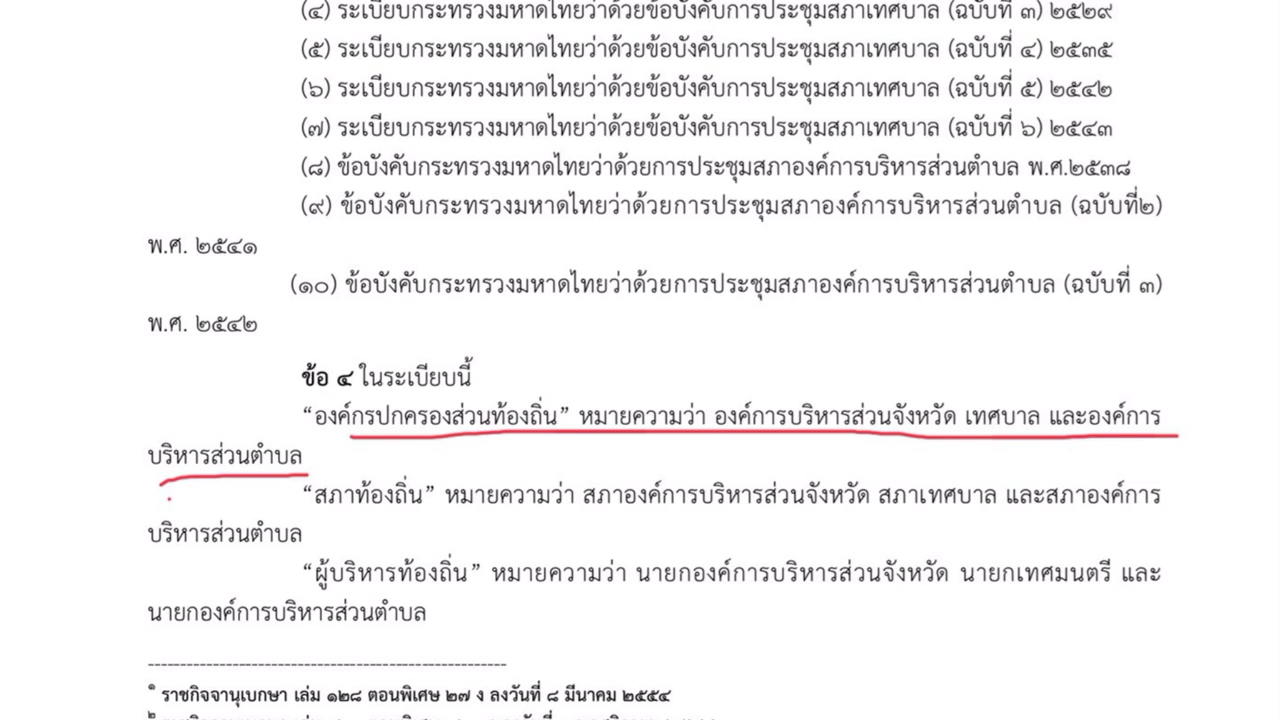 (๔) ระเบียบกระทรวงมหาดไทยว่าด้วยข้อบังคับการประชุมสภาเทศบาล (ฉบับที่ ๓) ๒๕๒๙
(๕) ระเบียบกระทรวงมหาดไทยว่าด้วยข้อบังคับการประชุมสภาเทศบาล (ฉบับที่ ๔) ๒๕๓๕
(๖) ระเบียบกระทรวงมหาดไทยว่าด้วยข้อบังคับการประชุมสภาเทศบาล (ฉบับที่ ๕) ๒๕๔๒
(๗) ระเบียบกระทรวงมหาดไทยว่าด้วยข้อบังคับการประชุมสภาเทศบาล (ฉบับที่ ๖) ๒๕๔๓
(๘) ข้อบังคับกระทรวงมหาดไทยว่าด้วยการประชุมสภาองค์การบริหารส่วนตำบล พ.ศ.๒๕๓๘
(๙) ข้อบังคับกระทรวงมหาดไทยว่าด้วยการประชุมสภาองค์การบริหารส่วนตำบล (ฉบับที่๒)
พ.ศ. ๒๕๔๑
(๑๐) ข้อบังคับกระทรวงมหาดไทยว่าด้วยการประชุมสภาองค์การบริหารส่วนตำบล (ฉบับที่ ๓)
พ.ศ. ๒๕๔๒
ข้อ ๔ ในระเบียบนี้
“องค์กรปกครองส่วนท้องถิ่น” หมายความว่า องค์การบริหารส่วนจังหวัด เทศบาล และองค์การ
บริหารส่วนตำบล
“สภาท้องถิ่น” หมายความว่า สภาองค์การบริหารส่วนจังหวัด สภาเทศบาล และสภาองค์การ
บริหารส่วนตำบล
“ผู้บริหารท้องถิ่น” หมายความว่า นายกองค์การบริหารส่วนจังหวัด นายกเทศมนตรี และ
นายกองค์การบริหารส่วนตำบล
๑ ราชกิจจานุเบกษา เล่ม ๑๒๘ ตอนพิเศษ ๒๗ ง ลงวันที่ ๘ มีนาคม ๒๕๕๔